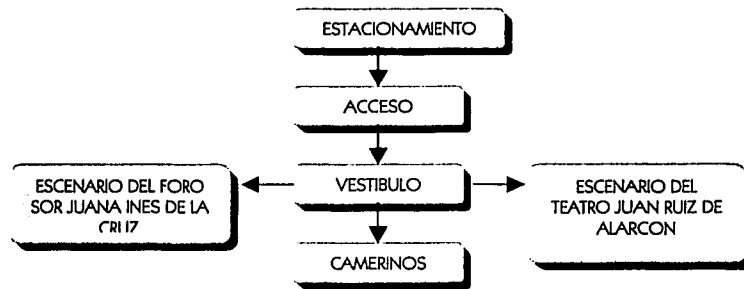 ESTACIONAMIENTO
ACCESO
ESCENARIO DEL FORO
SOR JUANA INES DE LA
CRUZ
VESTIBULO
ESCENARIO DEL
TEATRO JUAN RUIZ DE
ALARCON
CAMERINOS